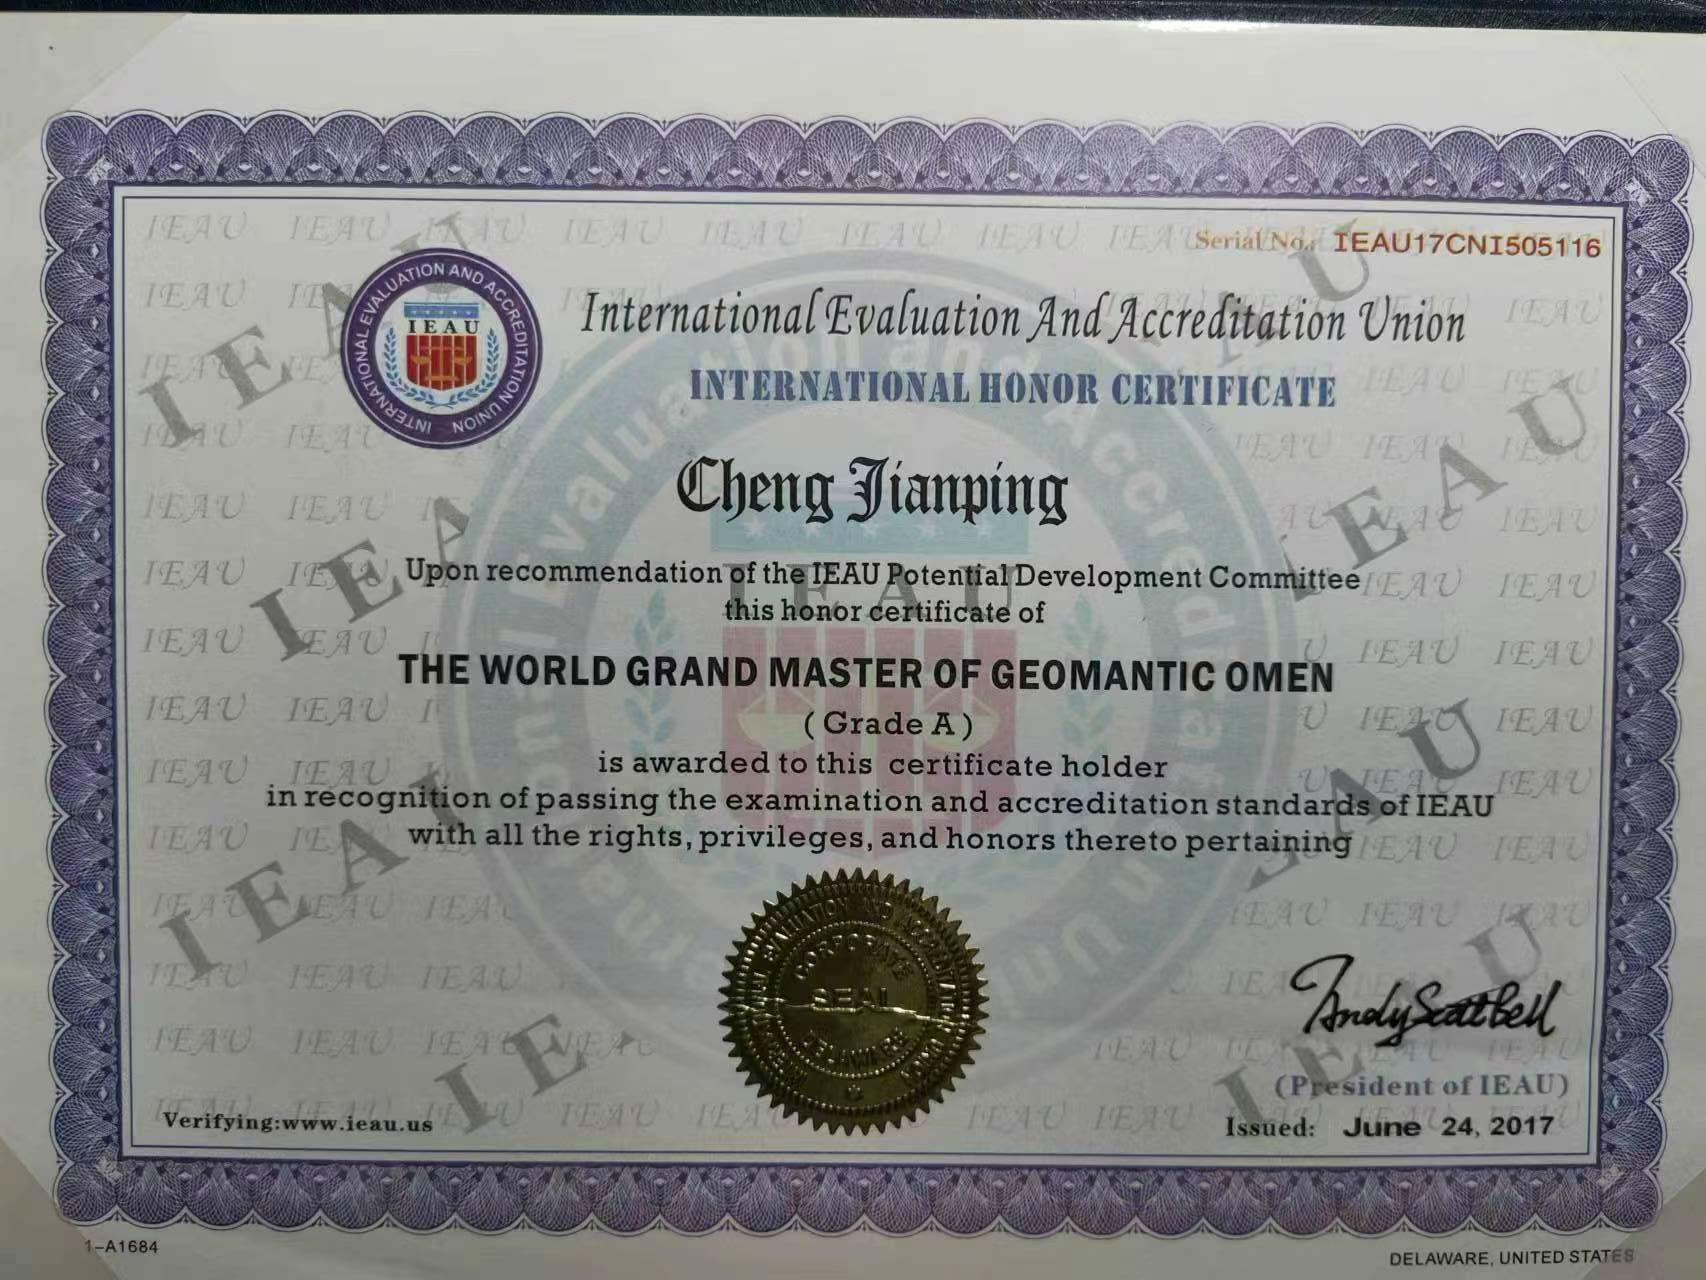 Serial No.: IEAU17CNI505116
INTERNATIONAL EVALUATION AND ACCREDITATION UNION
IEAU
International Evaluation And Accreditation Union
INTERNATIONAL HONOR CERTIFICATE
Cheng Jianping
Upon recommendation of the IEAU Potential Development Committee
this honor certificate of
THE WORLD GRAND MASTER OF GEOMANTIC OMEN
( Grade A )
is awarded to this certificate holder
in recognition of passing the examination and accreditation standards of IEAU
with all the rights, privileges, and honors thereto pertaining
CORPORATE
SEAL
DELAWARE
Andy Scott Bell
(President of IEAU)
Verifying:www.ieau.us
Issued: June 24, 2017
1-A1684
DELAWARE, UNITED STATES